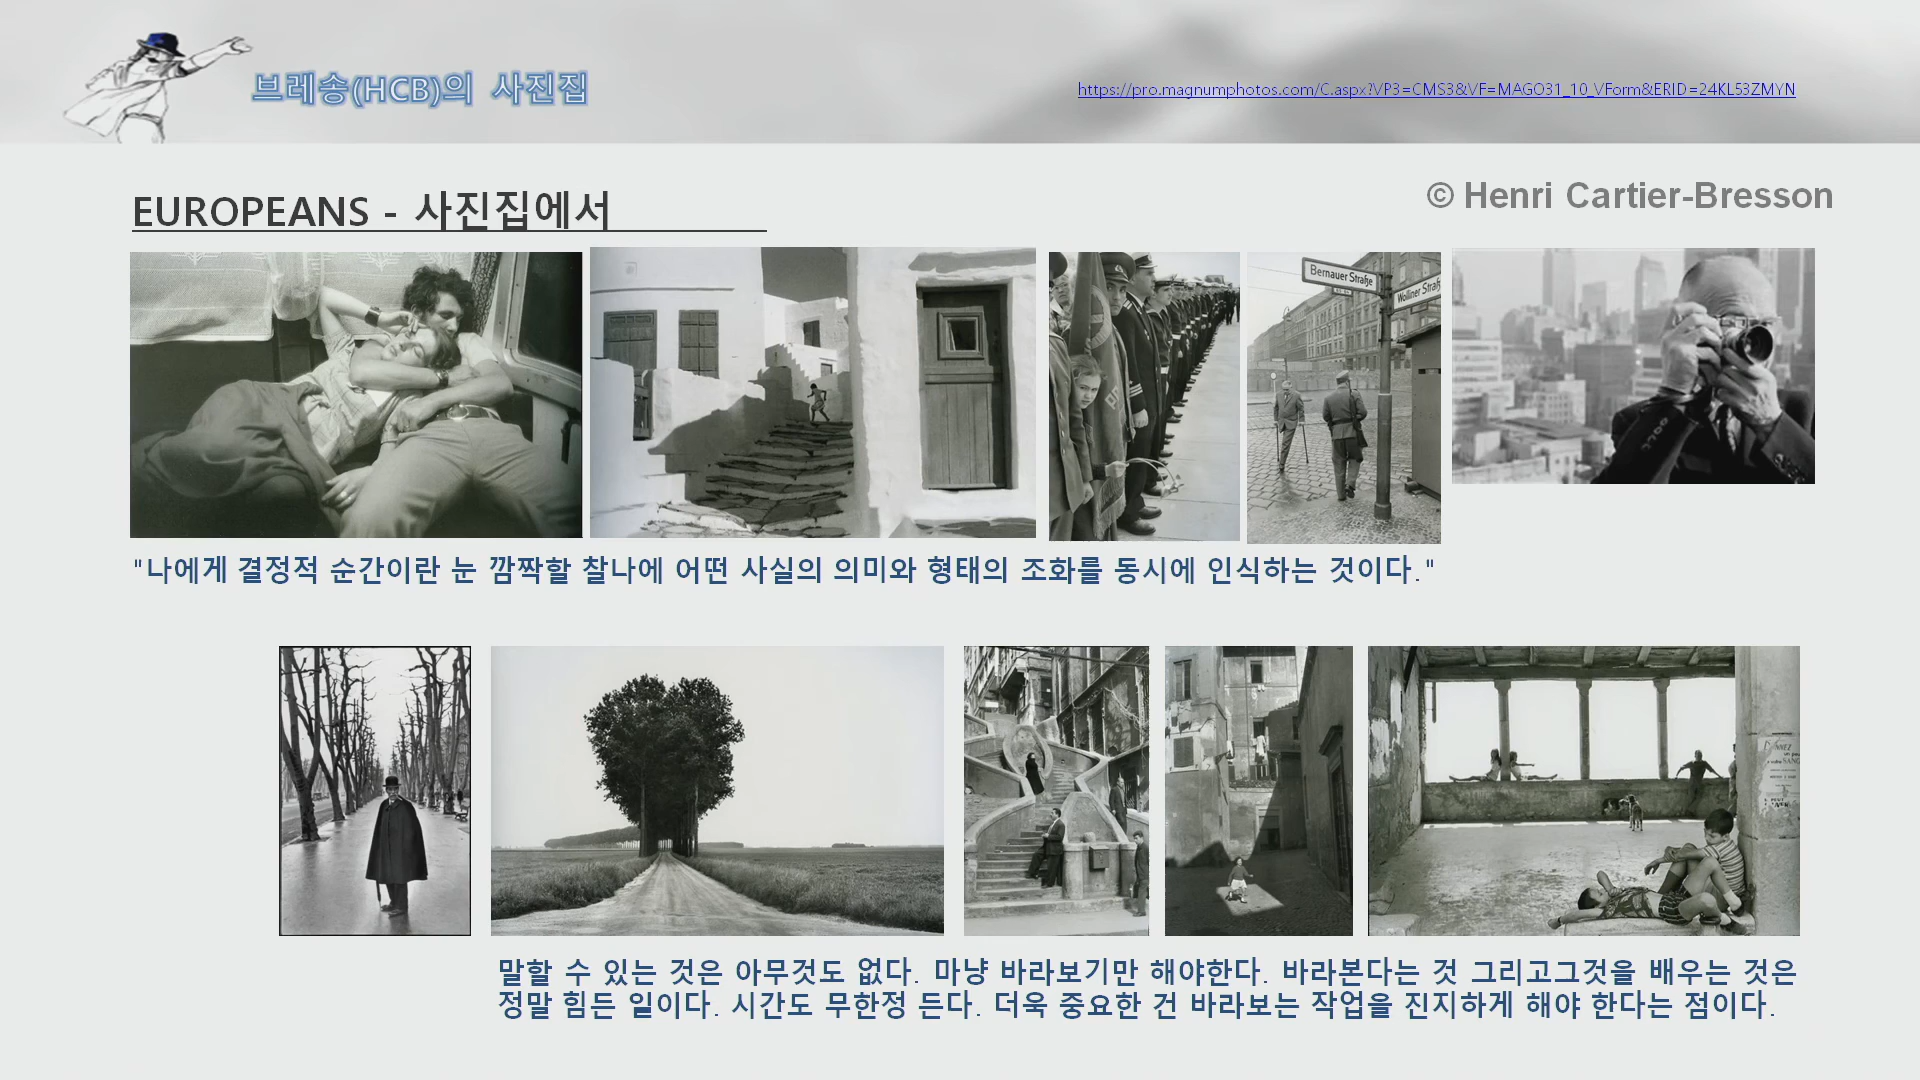 브레송(HCB)의 사진집
https://pro.magnumphotos.com/C.aspx?VP3=CMS3&VF=MAGO31_10_VForm&ERID=24KL53ZMYN
EUROPEANS - 사진집에서
© Henri Cartier-Bresson
Bernauer Straße
Wolliner Straß
"나에게 결정적 순간이란 눈 깜짝할 찰나에 어떤 사실의 의미와 형태의 조화를 동시에 인식하는 것이다."
말할 수 있는 것은 아무것도 없다. 마냥 바라보기만 해야한다. 바라본다는 것 그리고그것을 배우는 것은
정말 힘든 일이다. 시간도 무한정 든다. 더욱 중요한 건 바라보는 작업을 진지하게 해야 한다는 점이다.